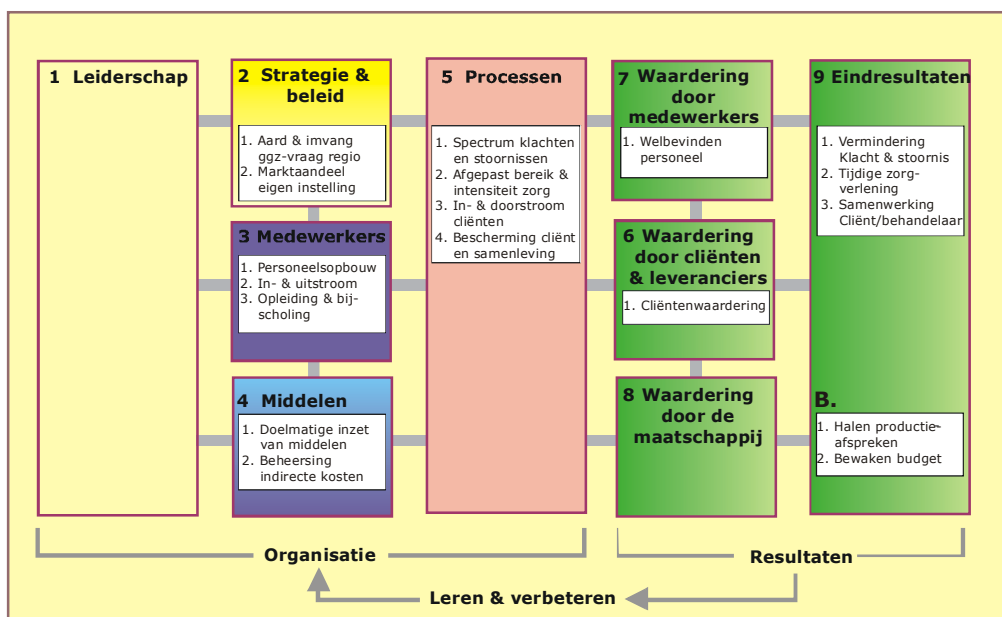 1 Leiderschap
2 Strategie &
beleid
1. Aard & imvang
ggz-vraag regio
2. Marktaandeel
eigen instelling
3 Medewerkers
1. Personeelsopbouw
2. In- & uitstroom
3. Opleiding & bij-
scholing
4 Middelen
1. Doelmatige inzet
van middelen
2. Beheersing
indirecte kosten
5 Processen
1. Spectrum klachten
en stoornissen
2. Afgepast bereik &
intensiteit zorg
3. In- & doorstroom
cliënten
4. Bescherming cliënt
en samenleving
7 Waardering
door
medewerkers
1. Welbevinden
personeel
6 Waardering
door cliënten
& leveranciers
1. Cliëntenwaardering
8 Waardering
door de
maatschappij
9 Eindresultaten
1. Vermindering
Klacht & stoornis
2. Tijdige zorg-
verlening
3. Samenwerking
Cliënt/behandelaar
B.
1. Halen productie-
afspreken
2. Bewaken budget
Organisatie
Resultaten
Leren & verbeteren